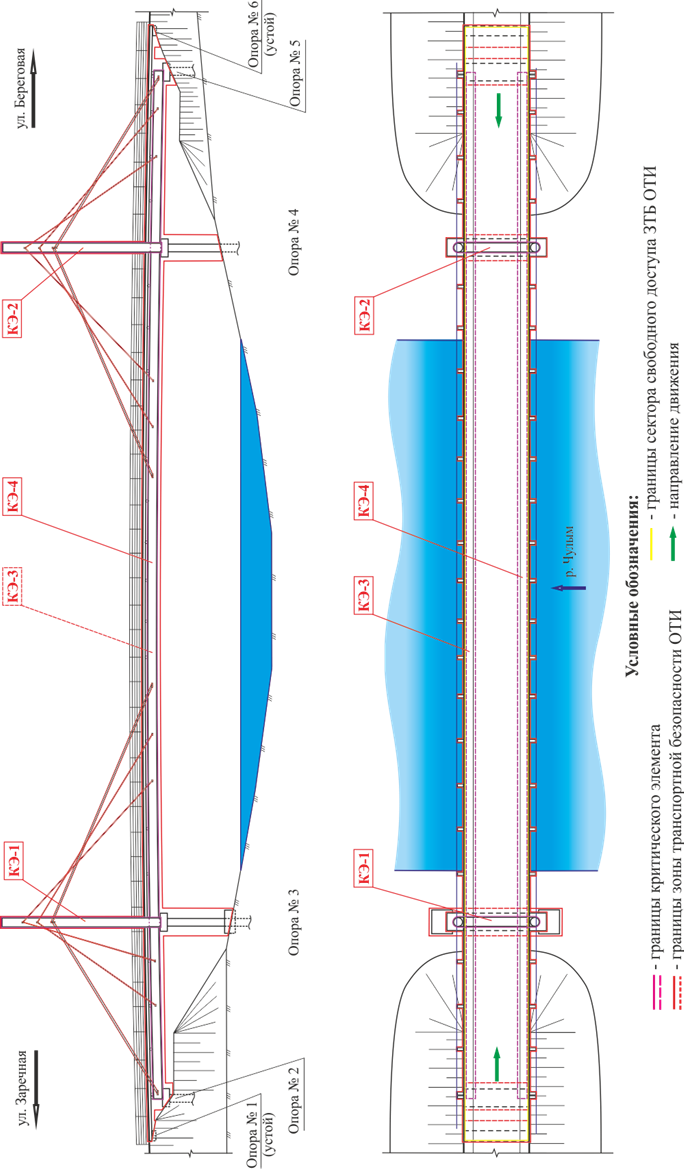 ул. Заречная
ул. Береговая
КЭ-1
КЭ-3
КЭ-4
КЭ-2
Опора № 1
(устой)
Опора № 2
Опора № 3
Опора № 4
Опора № 5
Опора № 6
(устой)
КЭ-1
КЭ-3
КЭ-4
КЭ-2
р. Чулым
Условные обозначения:
- границы критического элемента
- границы зоны транспортной безопасности ОТИ
- границы сектора свободного доступа ЗТБ ОТИ
- направление движения